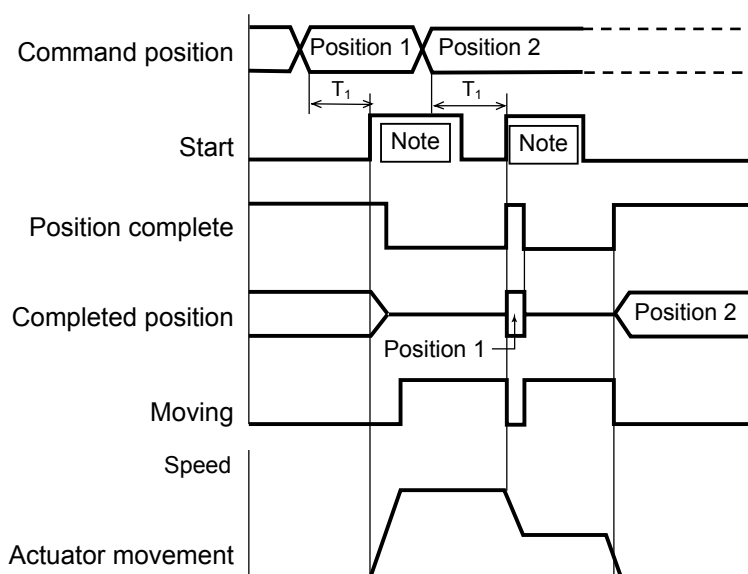 Command position
Position 1
Position 2
T₁
T₁
Start
Note
Note
Position complete
Completed position
Position 2
Position 1
Moving
Speed
Actuator movement